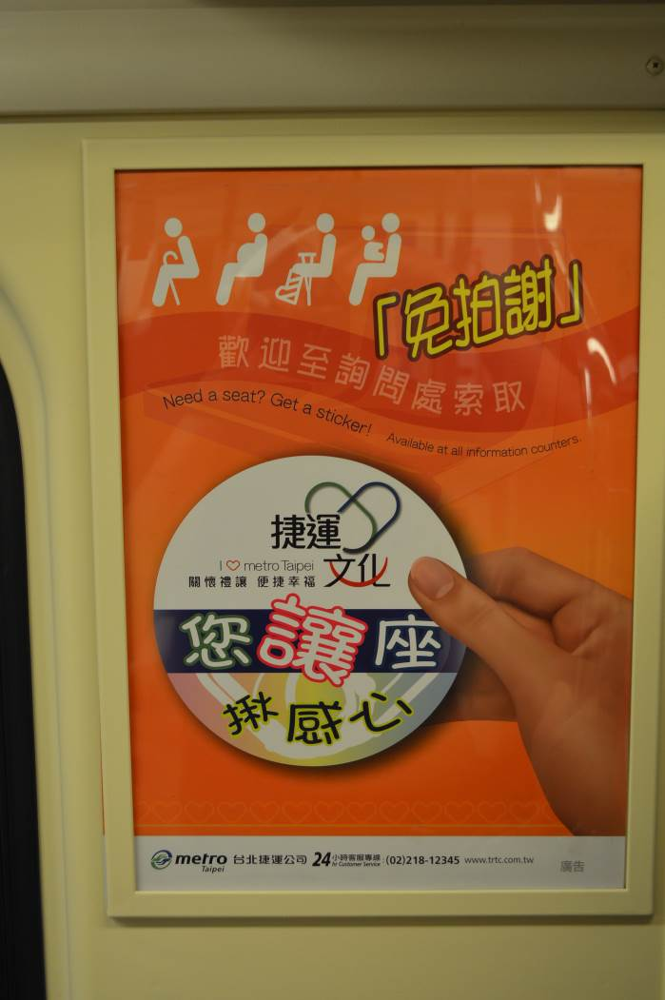 「免拍謝」
歡迎至詢問處索取
Need a seat? Get a sticker!
Available at all information counters.
捷運
文化
I ♡ metro Taipei
關懷禮讓 便捷幸福
您讓座
揪感心
metro Taipei 台北捷運公司 24小時客服專線 hr Customer Service (02)218-12345 www.trtc.com.tw 廣告